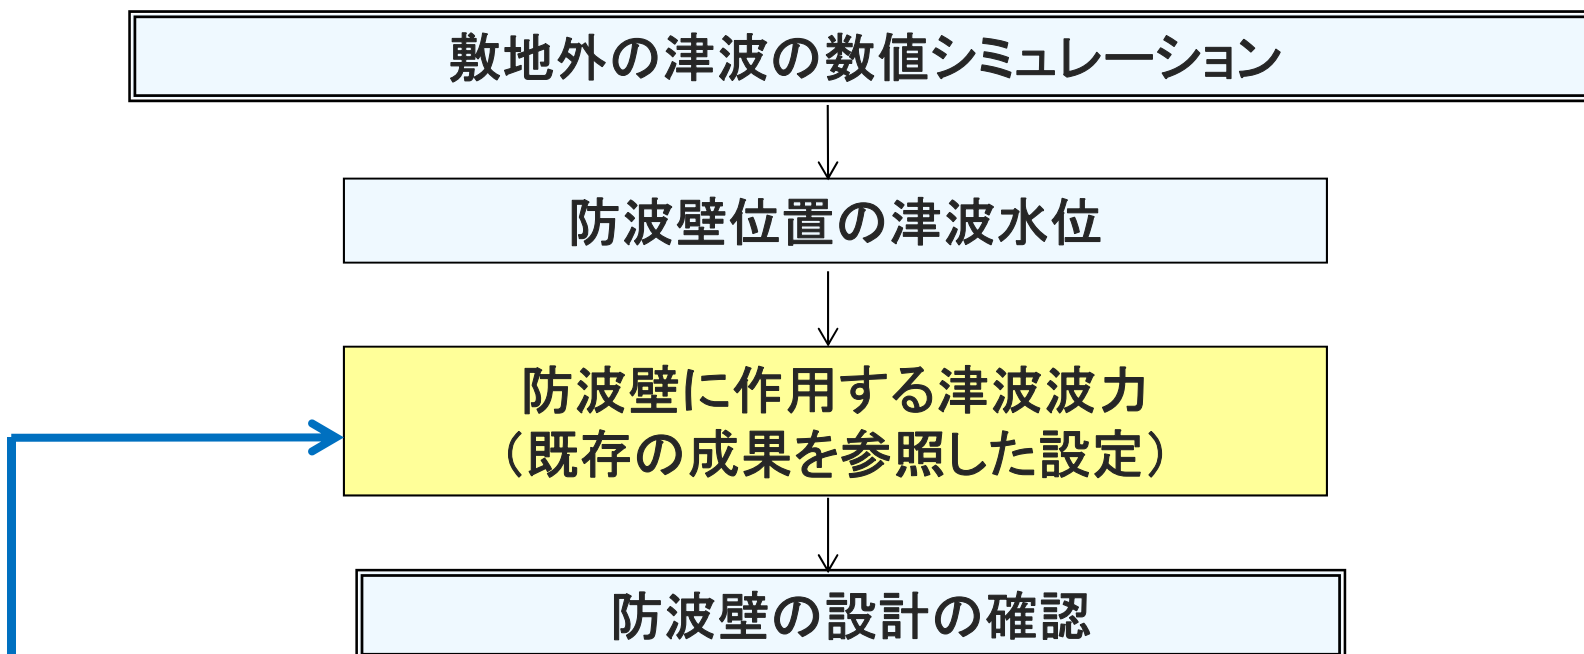 敷地外の津波の数値シミュレーション
防波壁位置の津波水位
防波壁に作用する津波波力
（既存の成果を参照した設定）
防波壁の設計の確認